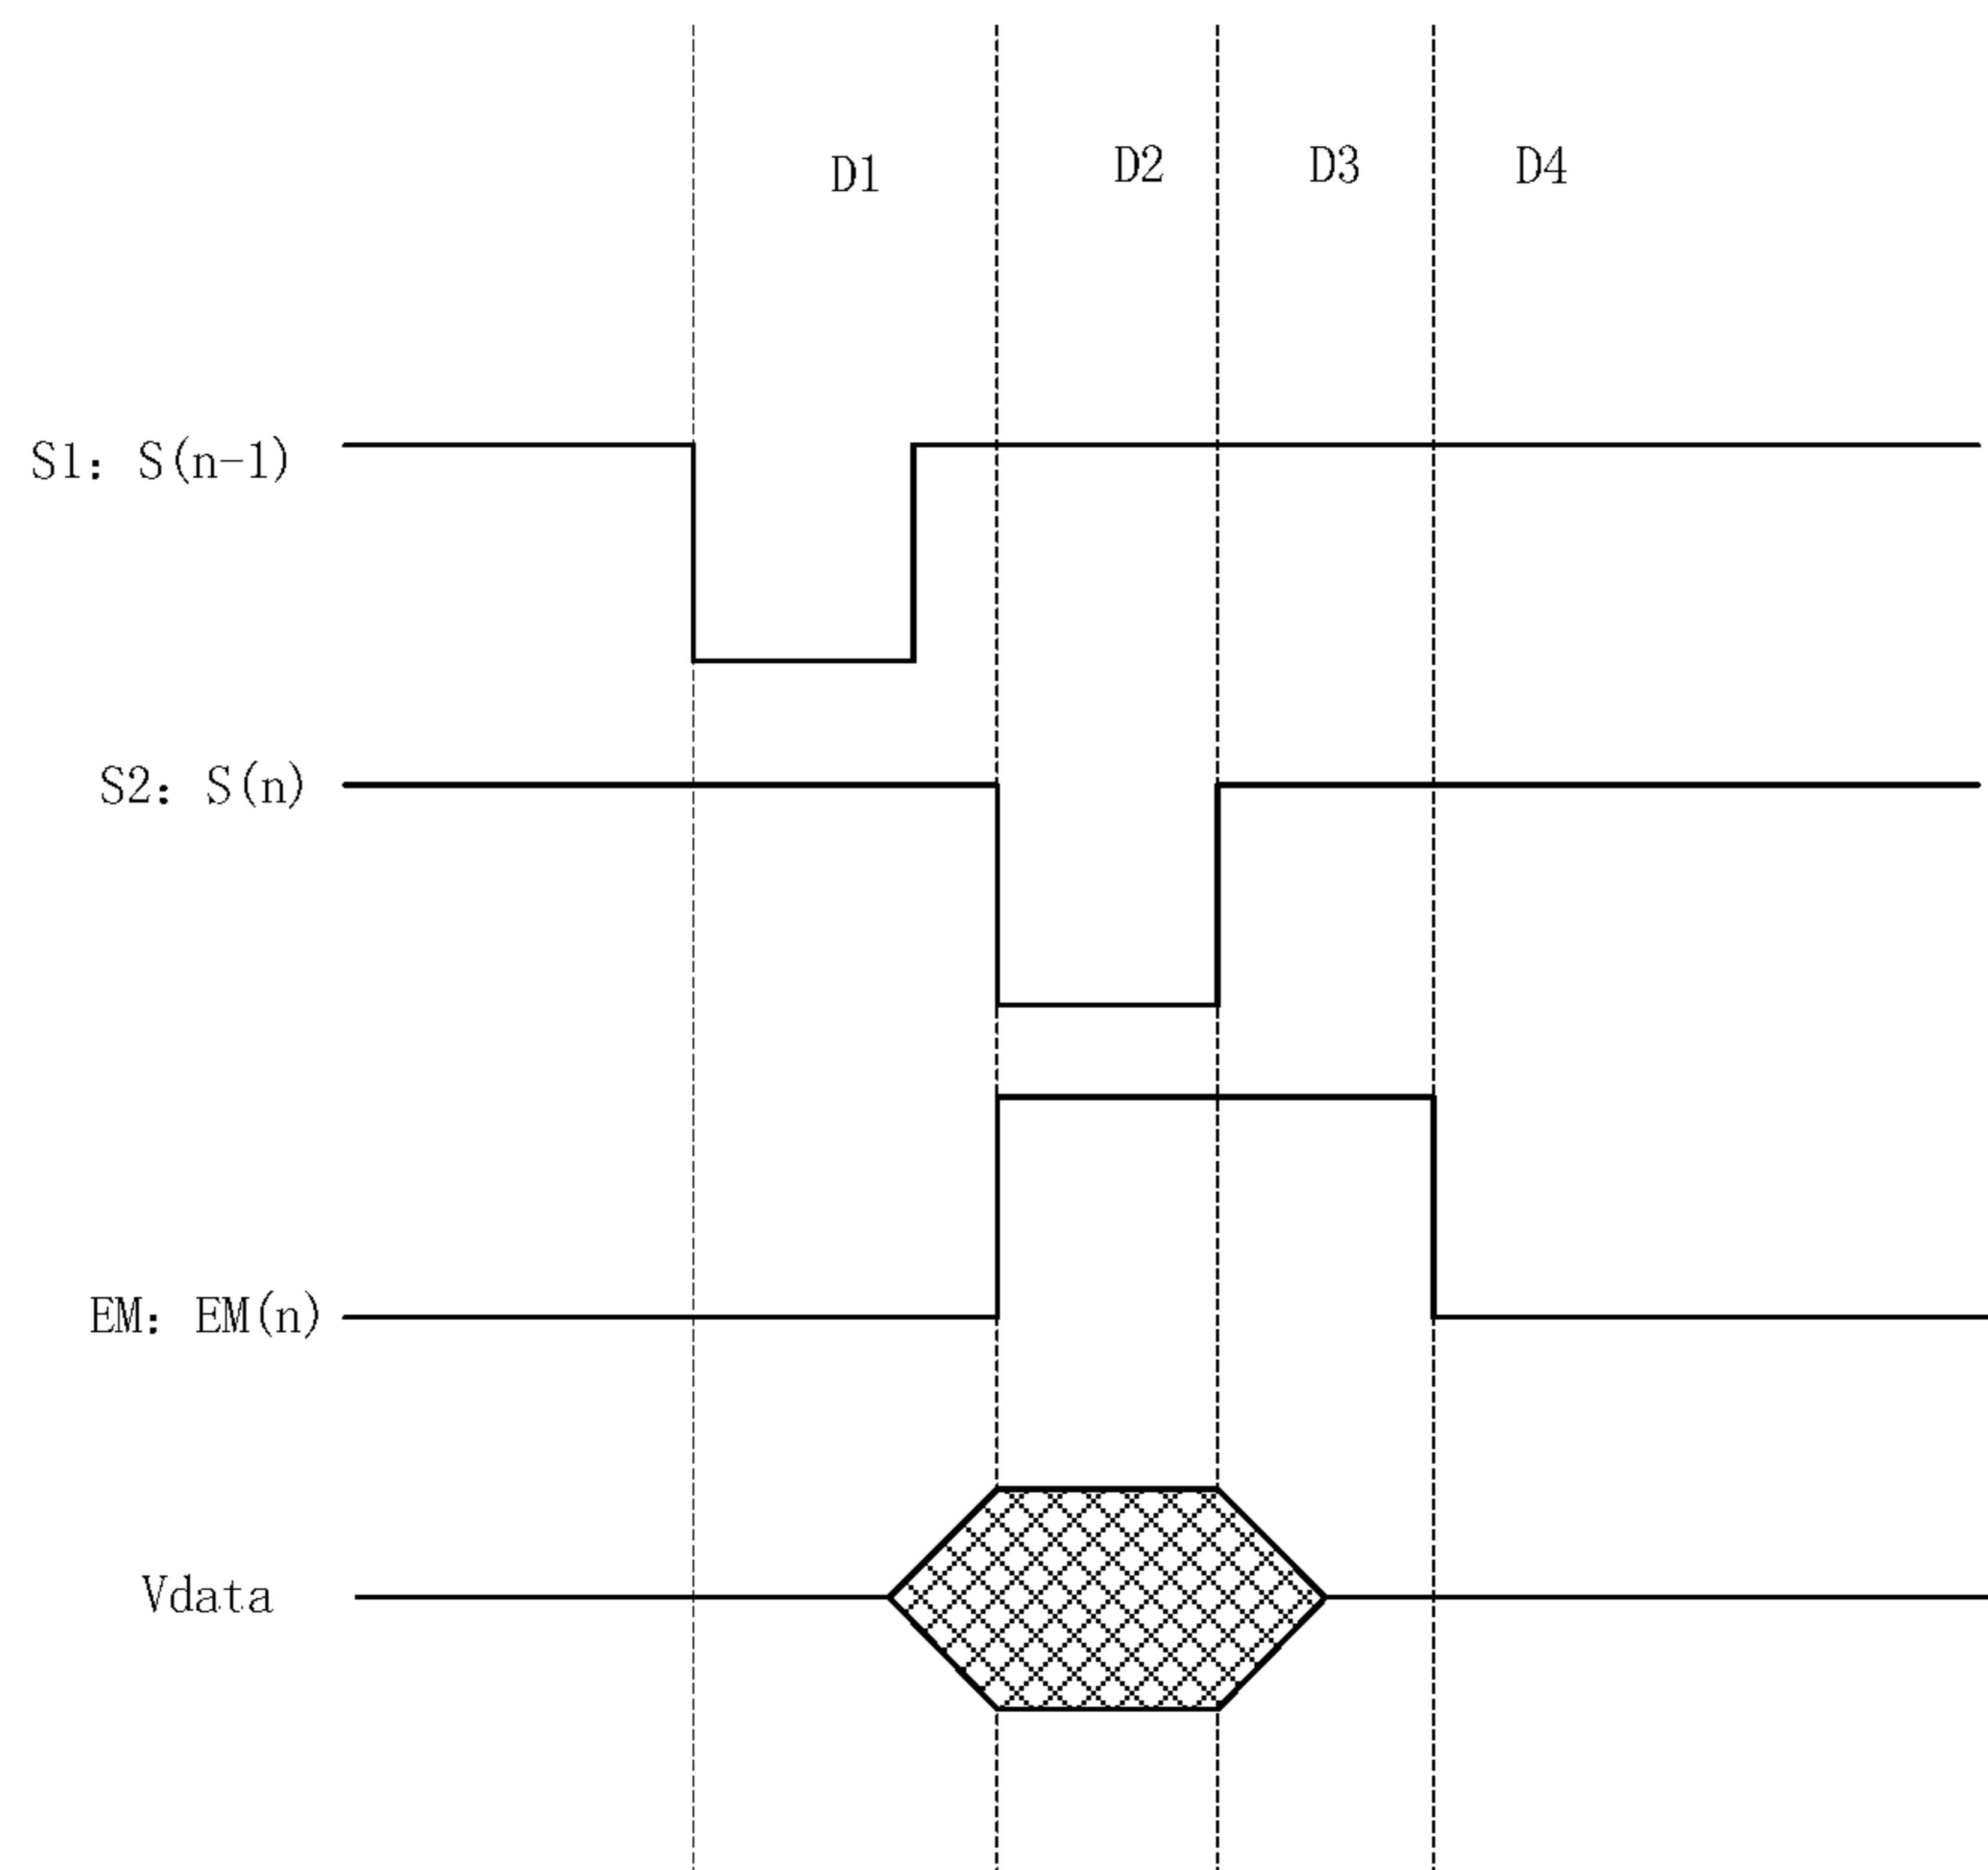 D1 D2 D3 D4
S1: S(n-1)
S2: S(n)
EM: EM(n)
Vdata